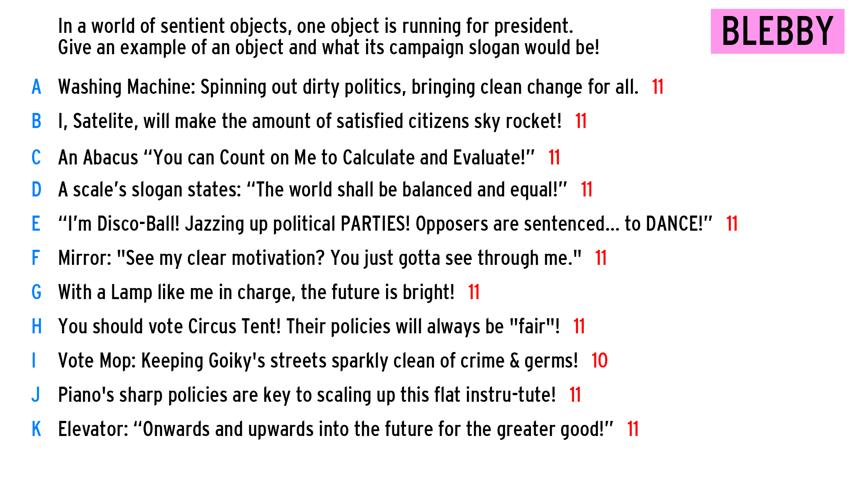 In a world of sentient objects, one object is running for president.
Give an example of an object and what its campaign slogan would be!
BLEBBY
A Washing Machine: Spinning out dirty politics, bringing clean change for all. 11
B I, Satelite, will make the amount of satisfied citizens sky rocket! 11
C An Abacus “You can Count on Me to Calculate and Evaluate!” 11
D A scale’s slogan states: “The world shall be balanced and equal!” 11
E “I’m Disco-Ball! Jazzing up political PARTIES! Opposers are sentenced... to DANCE!” 11
F Mirror: "See my clear motivation? You just gotta see through me." 11
G With a Lamp like me in charge, the future is bright! 11
H You should vote Circus Tent! Their policies will always be "fair"! 11
I Vote Mop: Keeping Goiky's streets sparkly clean of crime & germs! 10
J Piano's sharp policies are key to scaling up this flat instru-tute! 11
K Elevator: “Onwards and upwards into the future for the greater good!” 11